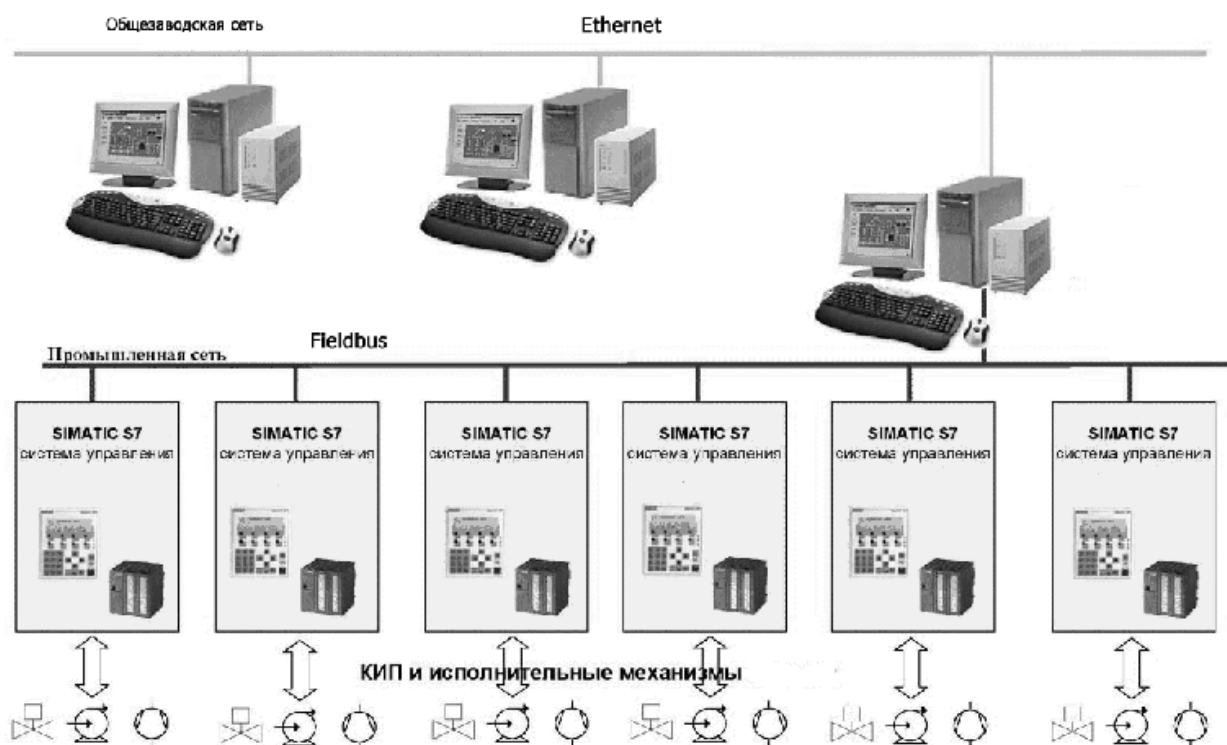 Общезаводская сеть
Ethernet
Fieldbus
Промышленная сеть
SIMATIC S7
система управления
SIMATIC S7
система управления
SIMATIC S7
система управления
SIMATIC S7
система управления
SIMATIC S7
система управления
SIMATIC S7
система управления
КИП и исполнительные механизмы